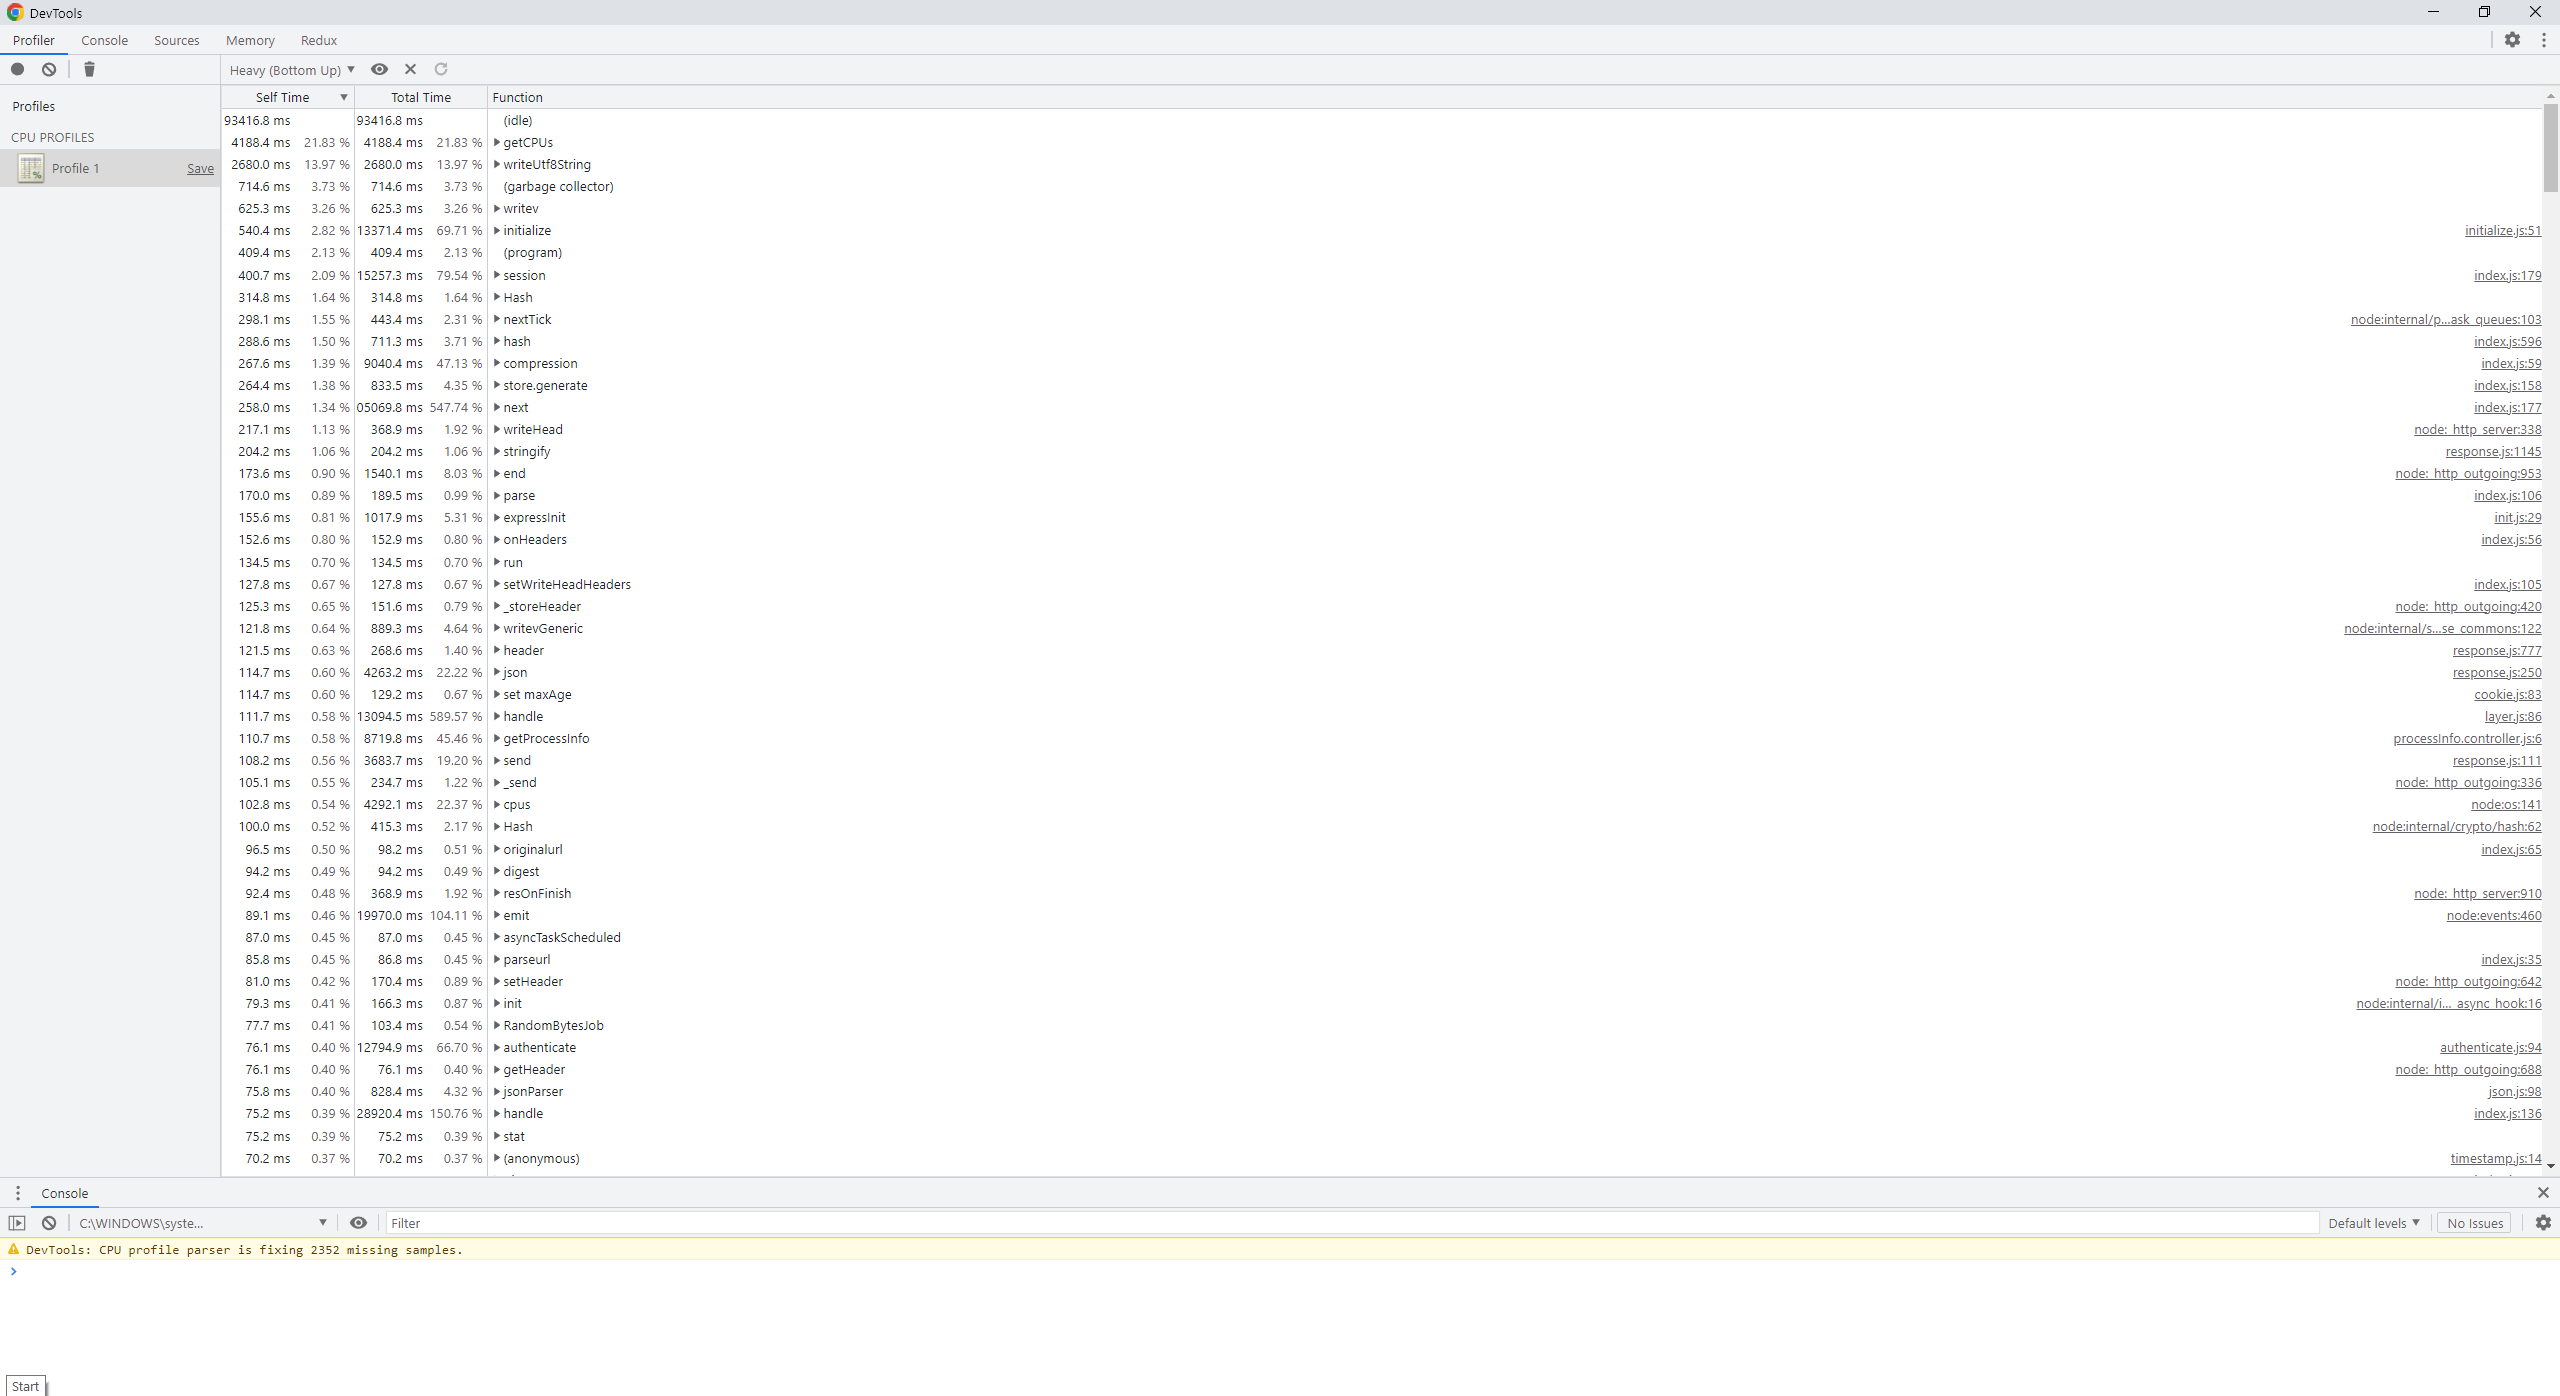 DevTools
Profiler Console Sources Memory Redux
Heavy (Bottom Up) ▼
Profiles
CPU PROFILES
Profile 1 Save
Self Time ▼ Total Time Function
93416.8 ms 93416.8 ms (idle)
4188.4 ms 21.83 % 4188.4 ms 21.83 % getCPUs
2680.0 ms 13.97 % 2680.0 ms 13.97 % writeUtf8String
714.6 ms 3.73 % 714.6 ms 3.73 % (garbage collector)
625.3 ms 3.26 % 625.3 ms 3.26 % writev
540.4 ms 2.82 % 13371.4 ms 69.71 % initialize initialize.js:51
409.4 ms 2.13 % 409.4 ms 2.13 % (program)
400.7 ms 2.09 % 15257.3 ms 79.54 % session index.js:179
314.8 ms 1.64 % 314.8 ms 1.64 % Hash
298.1 ms 1.55 % 443.4 ms 2.31 % nextTick node:internal/p...ask_queues:103
288.6 ms 1.50 % 711.3 ms 3.71 % hash index.js:596
267.6 ms 1.39 % 9040.4 ms 47.13 % compression index.js:59
264.4 ms 1.38 % 833.5 ms 4.35 % store.generate index.js:158
258.0 ms 1.34 % 05069.8 ms 547.74 % next index.js:177
217.1 ms 1.13 % 368.9 ms 1.92 % writeHead node:_http_server:338
204.2 ms 1.06 % 204.2 ms 1.06 % stringify response.js:1145
173.6 ms 0.90 % 1540.1 ms 8.03 % end node:_http_outgoing:953
170.0 ms 0.89 % 189.5 ms 0.99 % parse index.js:106
155.6 ms 0.81 % 1017.9 ms 5.31 % expressInit init.js:29
152.6 ms 0.80 % 152.9 ms 0.80 % onHeaders index.js:56
134.5 ms 0.70 % 134.5 ms 0.70 % run
127.8 ms 0.67 % 127.8 ms 0.67 % setWriteHeadHeaders index.js:105
125.3 ms 0.65 % 151.6 ms 0.79 % _storeHeader node:_http_outgoing:420
121.8 ms 0.64 % 889.3 ms 4.64 % writevGeneric node:internal/s...se_commons:122
121.5 ms 0.63 % 268.6 ms 1.40 % header response.js:777
114.7 ms 0.60 % 4263.2 ms 22.22 % json response.js:250
114.7 ms 0.60 % 129.2 ms 0.67 % set maxAge cookie.js:83
111.7 ms 0.58 % 13094.5 ms 589.57 % handle layer.js:86
110.7 ms 0.58 % 8719.8 ms 45.46 % getProcessInfo processInfo.controller.js:6
108.2 ms 0.56 % 3683.7 ms 19.20 % send response.js:111
105.1 ms 0.55 % 234.7 ms 1.22 % _send node:_http_outgoing:336
102.8 ms 0.54 % 4292.1 ms 22.37 % cpus node:os:141
100.0 ms 0.52 % 415.3 ms 2.17 % Hash node:internal/crypto/hash:62
96.5 ms 0.50 % 98.2 ms 0.51 % originalurl index.js:65
94.2 ms 0.49 % 94.2 ms 0.49 % digest
92.4 ms 0.48 % 368.9 ms 1.92 % resOnFinish node:_http_server:910
89.1 ms 0.46 % 19970.0 ms 104.11 % emit node:events:460
87.0 ms 0.45 % 87.0 ms 0.45 % asyncTaskScheduled
85.8 ms 0.45 % 86.8 ms 0.45 % parseurl index.js:35
81.0 ms 0.42 % 170.4 ms 0.89 % setHeader node:_http_outgoing:642
79.3 ms 0.41 % 166.3 ms 0.87 % init node:internal/i..._async_hook:16
77.7 ms 0.41 % 103.4 ms 0.54 % RandomBytesJob
76.1 ms 0.40 % 12794.9 ms 66.70 % authenticate authenticate.js:94
76.1 ms 0.40 % 76.1 ms 0.40 % getHeader node:_http_outgoing:688
75.8 ms 0.40 % 828.4 ms 4.32 % jsonParser json.js:98
75.2 ms 0.39 % 28920.4 ms 150.76 % handle index.js:136
75.2 ms 0.39 % 75.2 ms 0.39 % stat
70.2 ms 0.37 % 70.2 ms 0.37 % (anonymous) timestamp.js:14
Console
C:\WINDOWS\syste... ▼ Filter Default levels ▼ No Issues
DevTools: CPU profile parser is fixing 2352 missing samples.
>
Start